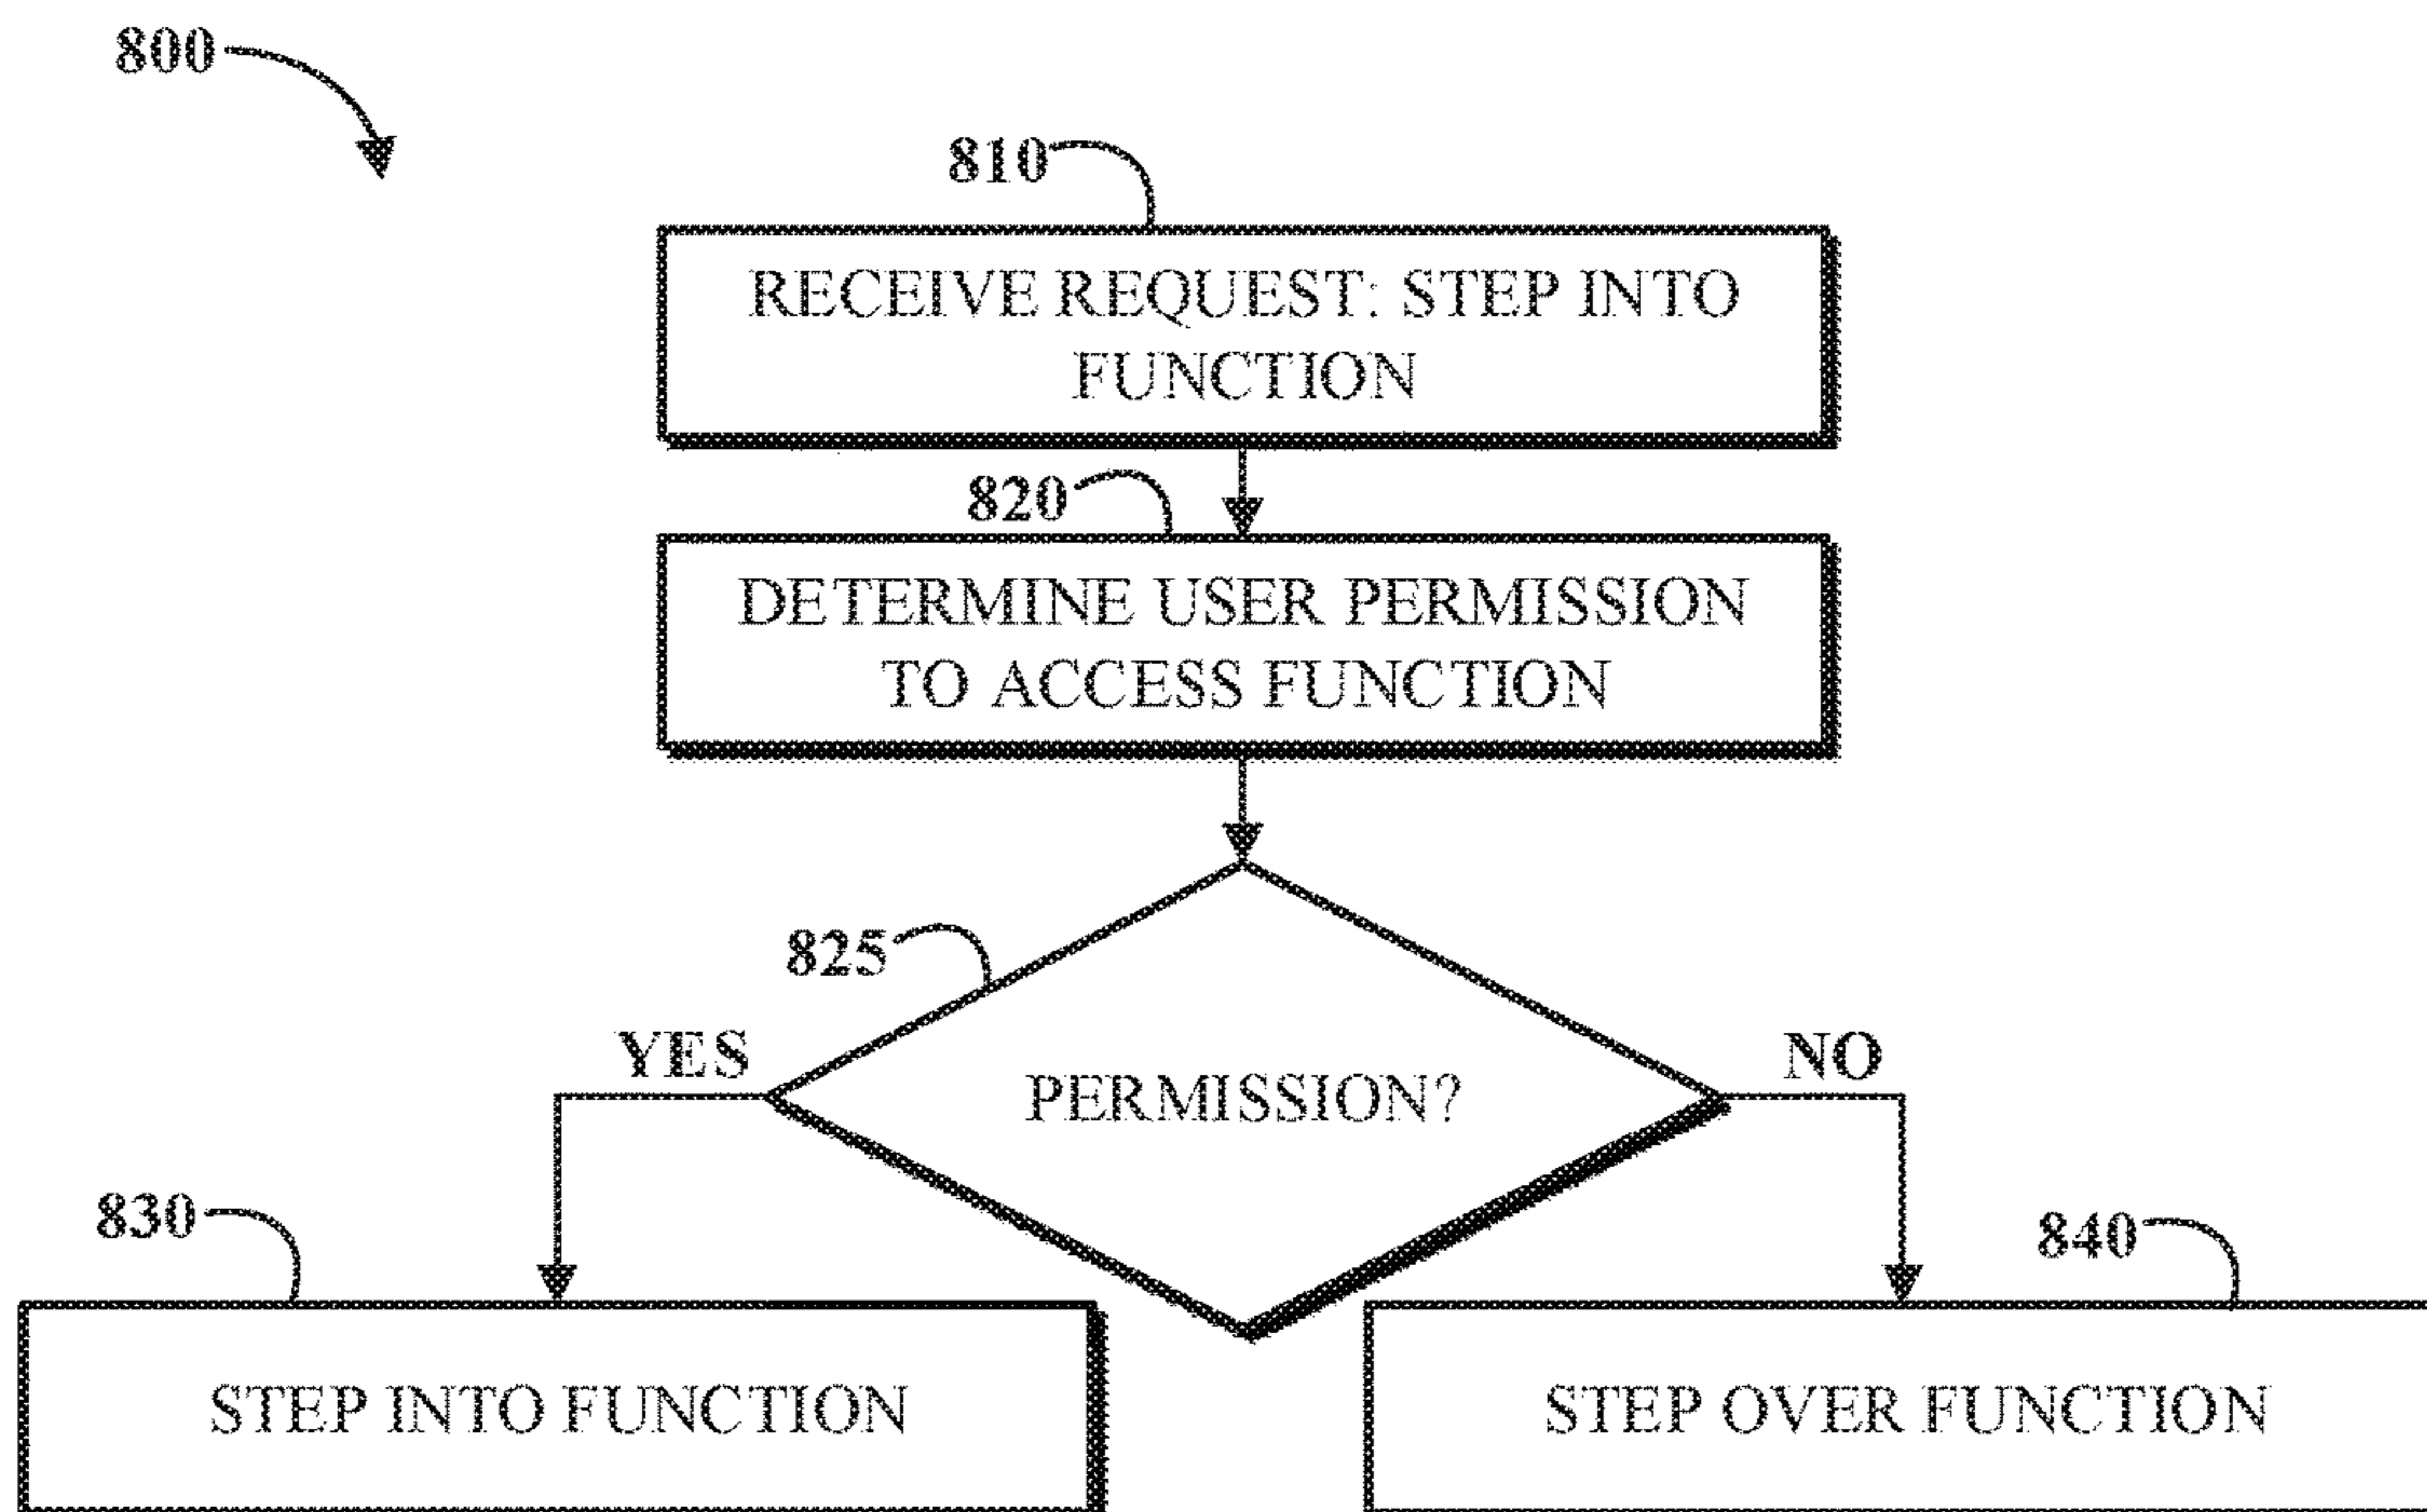 800
810
RECEIVE REQUEST: STEP INTO
FUNCTION
820
DETERMINE USER PERMISSION
TO ACCESS FUNCTION
825
YES
NO
PERMISSION?
830
840
STEP INTO FUNCTION
STEP OVER FUNCTION